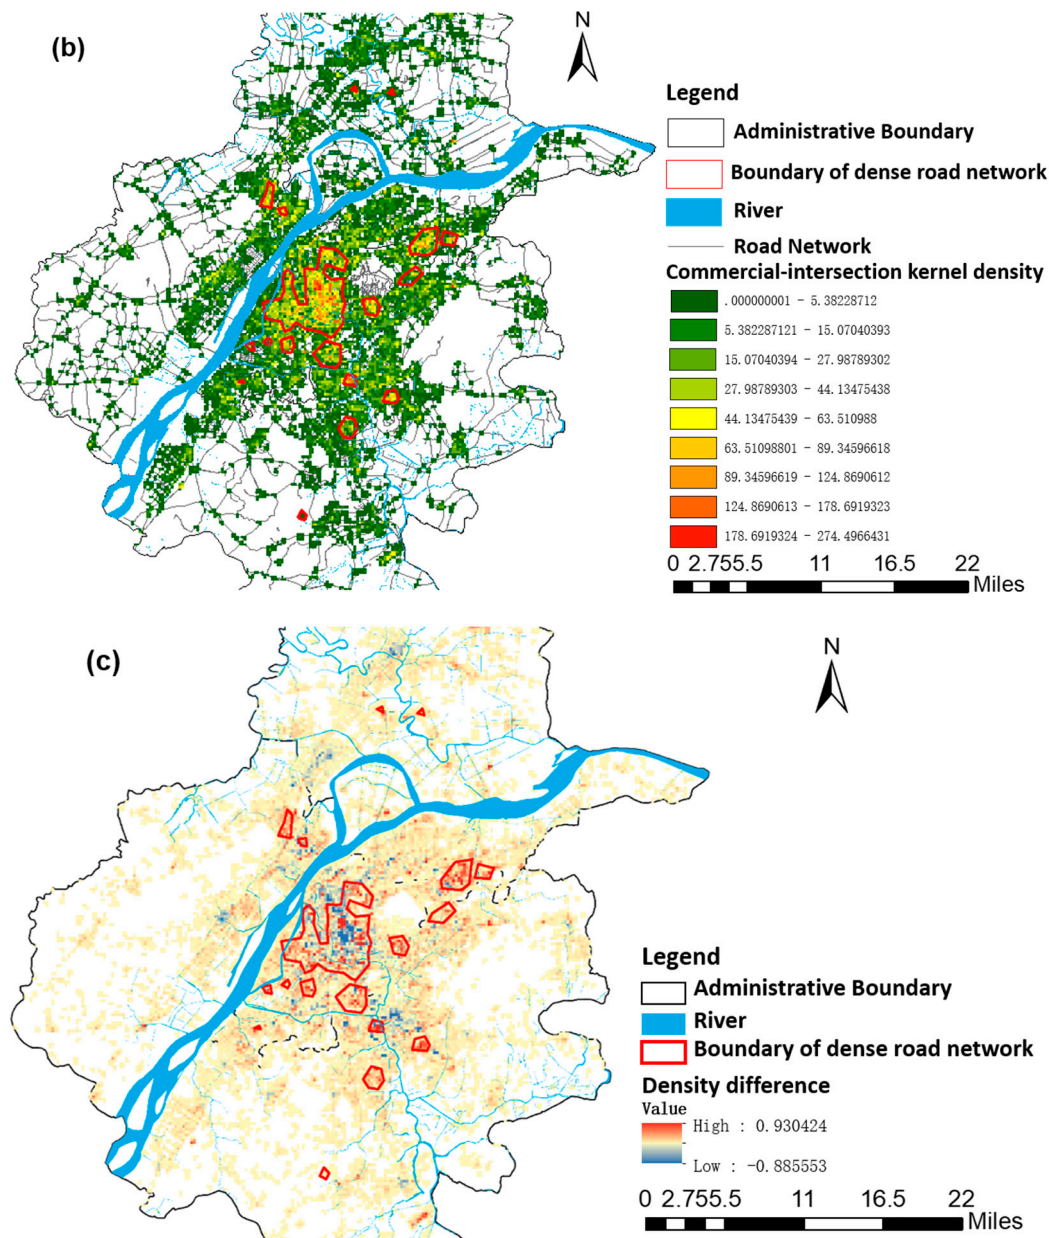 (b)
N
Legend
Administrative Boundary
Boundary of dense road network
River
Road Network
Commercial-intersection kernel density
.000000001 - 5.38228712
5.382287121 - 15.07040393
15.07040394 - 27.98789302
27.98789303 - 44.13475438
44.13475439 - 63.510988
63.51098801 - 89.34596618
89.34596619 - 124.8690612
124.8690613 - 178.6919323
178.6919324 - 274.4966431
0 2.755.5 11 16.5 22
Miles
(c)
N
Legend
Administrative Boundary
River
Boundary of dense road network
Density difference
Value
High : 0.930424
Low : -0.885553
0 2.755.5 11 16.5 22
Miles